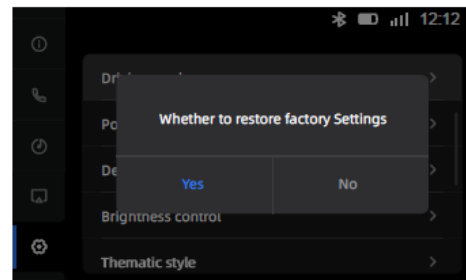 12:12
Whether to restore factory Settings
Yes
No
Brightness control
Thematic style